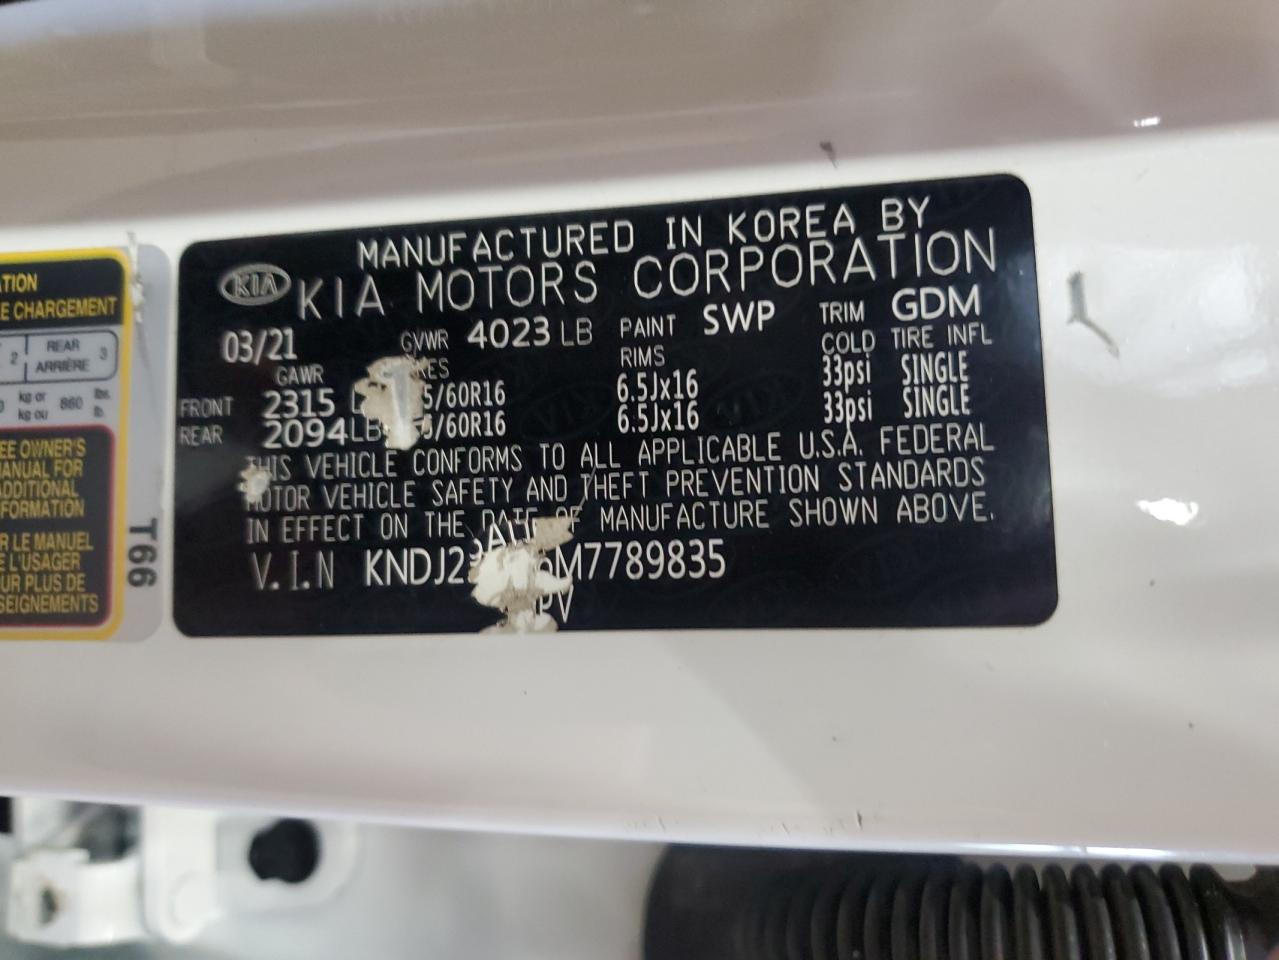 ATION
E CHARGEMENT
2 REAR ARRIÈRE 3
kg or kg ou 860 lbs. lb.
EE OWNER'S
MANUAL FOR
ADDITIONAL
FORMATION
R LE MANUEL
L'USAGER
UR PLUS DE
SEIGNEMENTS
T66
MANUFACTURED IN KOREA BY
KIA KIA MOTORS CORPORATION
03/21 GVWR 4023 LB PAINT SWP TRIM GDM
GAWR RIMS COLD TIRE INFL
FRONT 2315 5/60R16 6.5Jx16 33psi SINGLE
REAR 2094LB 5/60R16 6.5Jx16 33psi SINGLE
THIS VEHICLE CONFORMS TO ALL APPLICABLE U.S.A. FEDERAL
MOTOR VEHICLE SAFETY AND THEFT PREVENTION STANDARDS
IN EFFECT ON THE DATE OF MANUFACTURE SHOWN ABOVE.
V.I.N KNDJ23 M7789835
PV